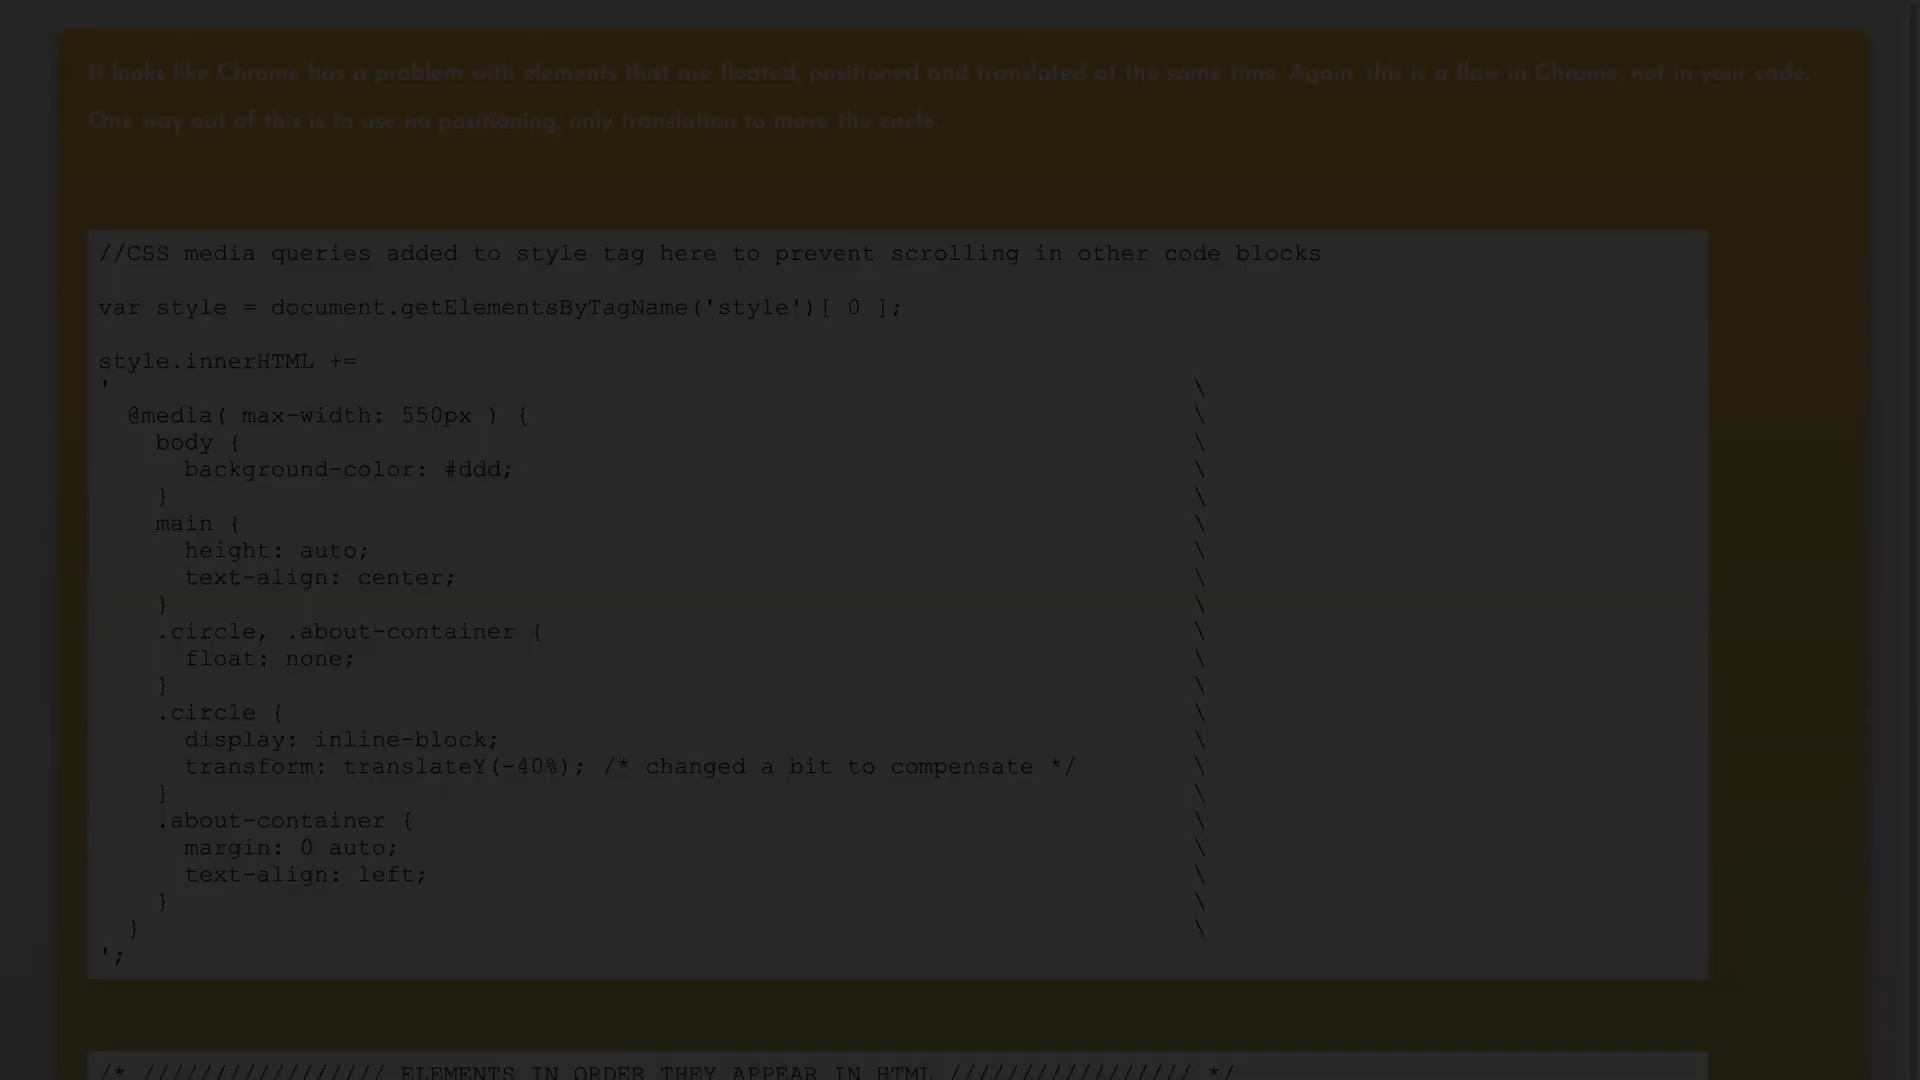 It looks like Chrome has a problem with elements that are floated, positioned and translated at the same time. Again, this is a flaw in Chrome, not in your code.
One way out of this is to use no positioning, only translation to move the circle.
//CSS media queries added to style tag here to prevent scrolling in other code blocks
var style = document.getElementsByTagName('style')[ 0 ];
style.innerHTML +=
' \
@media( max-width: 550px ) { \
body { \
background-color: #ddd; \
} \
main { \
height: auto; \
text-align: center; \
} \
.circle, .about-container { \
float: none; \
} \
.circle { \
display: inline-block; \
transform: translateY(-40%); /* changed a bit to compensate */ \
} \
.about-container { \
margin: 0 auto; \
text-align: left; \
} \
} \
';
/* ///////////////// ELEMENTS IN ORDER THEY APPEAR IN HTML ///////////////// */